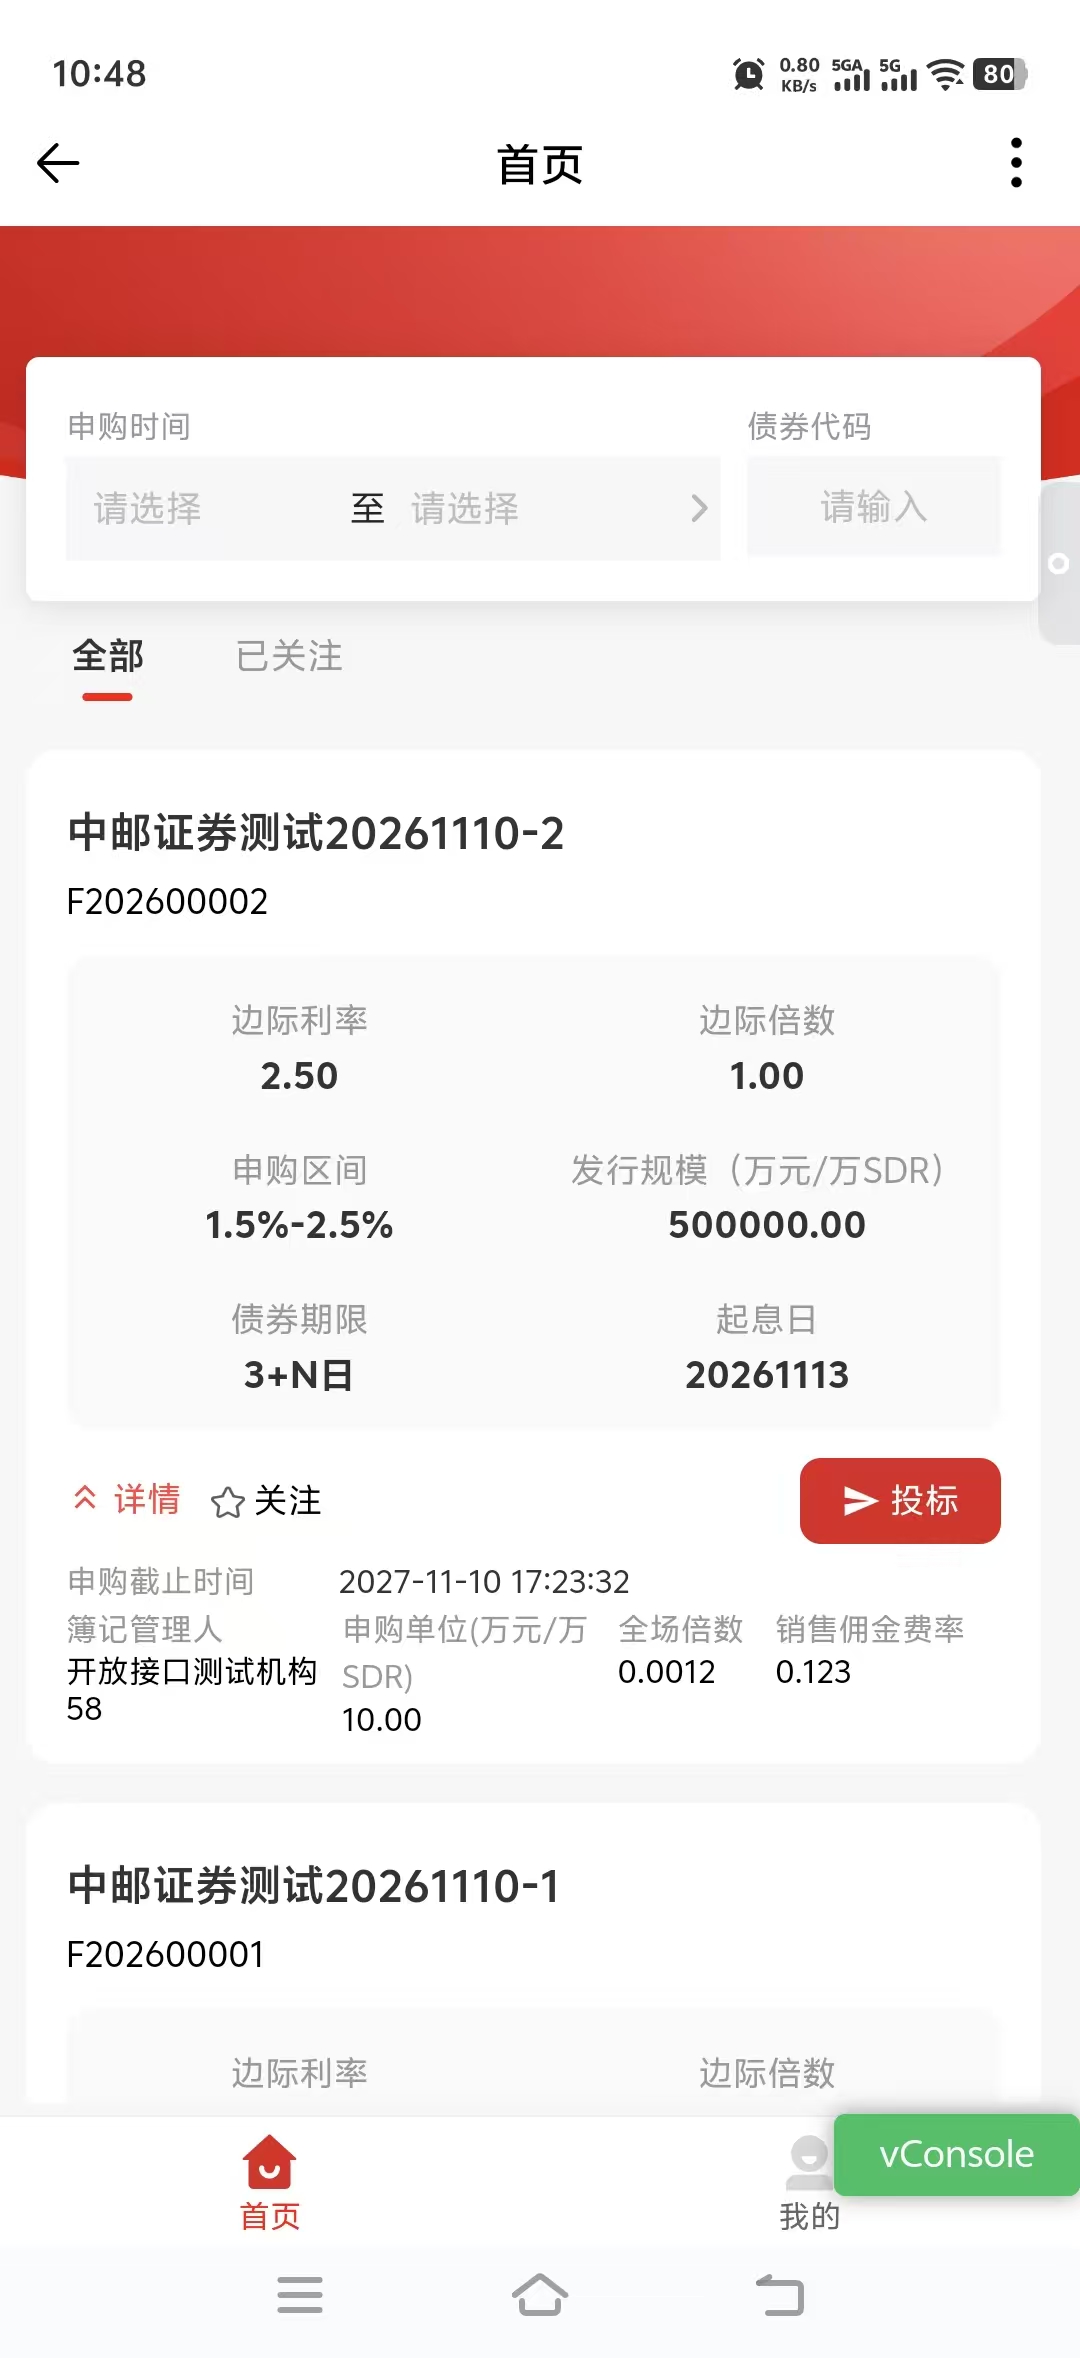 10:48
0.80 KB/s 5GA 5G 80
首页
申购时间 债券代码
请选择 至 请选择 请输入
全部 已关注
中邮证券测试20261110-2
F202600002
边际利率 边际倍数
2.50 1.00
申购区间 发行规模（万元/万SDR）
1.5%-2.5% 500000.00
债券期限 起息日
3+N日 20261113
详情 关注 投标
申购截止时间 2027-11-10 17:23:32
簿记管理人 申购单位(万元/万 全场倍数 销售佣金费率
开放接口测试机构 SDR) 0.0012 0.123
58 10.00
中邮证券测试20261110-1
F202600001
边际利率 边际倍数
vConsole
首页 我的